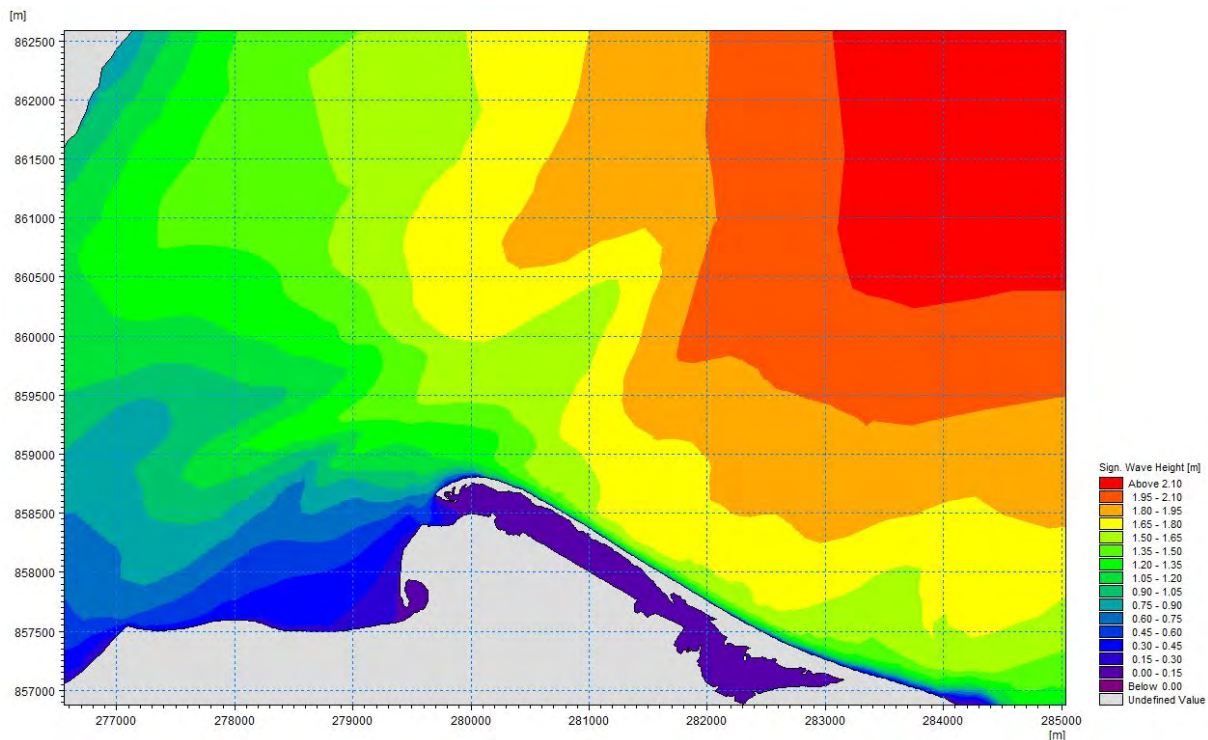 [m]
862500
862000
861500
861000
860500
860000
859500
859000
858500
858000
857500
857000
277000 278000 279000 280000 281000 282000 283000 284000 285000
[m]
Sign. Wave Height [m]
Above 2.10
1.95 - 2.10
1.80 - 1.95
1.65 - 1.80
1.50 - 1.65
1.35 - 1.50
1.20 - 1.35
1.05 - 1.20
0.90 - 1.05
0.75 - 0.90
0.60 - 0.75
0.45 - 0.60
0.30 - 0.45
0.15 - 0.30
0.00 - 0.15
Below 0.00
Undefined Value